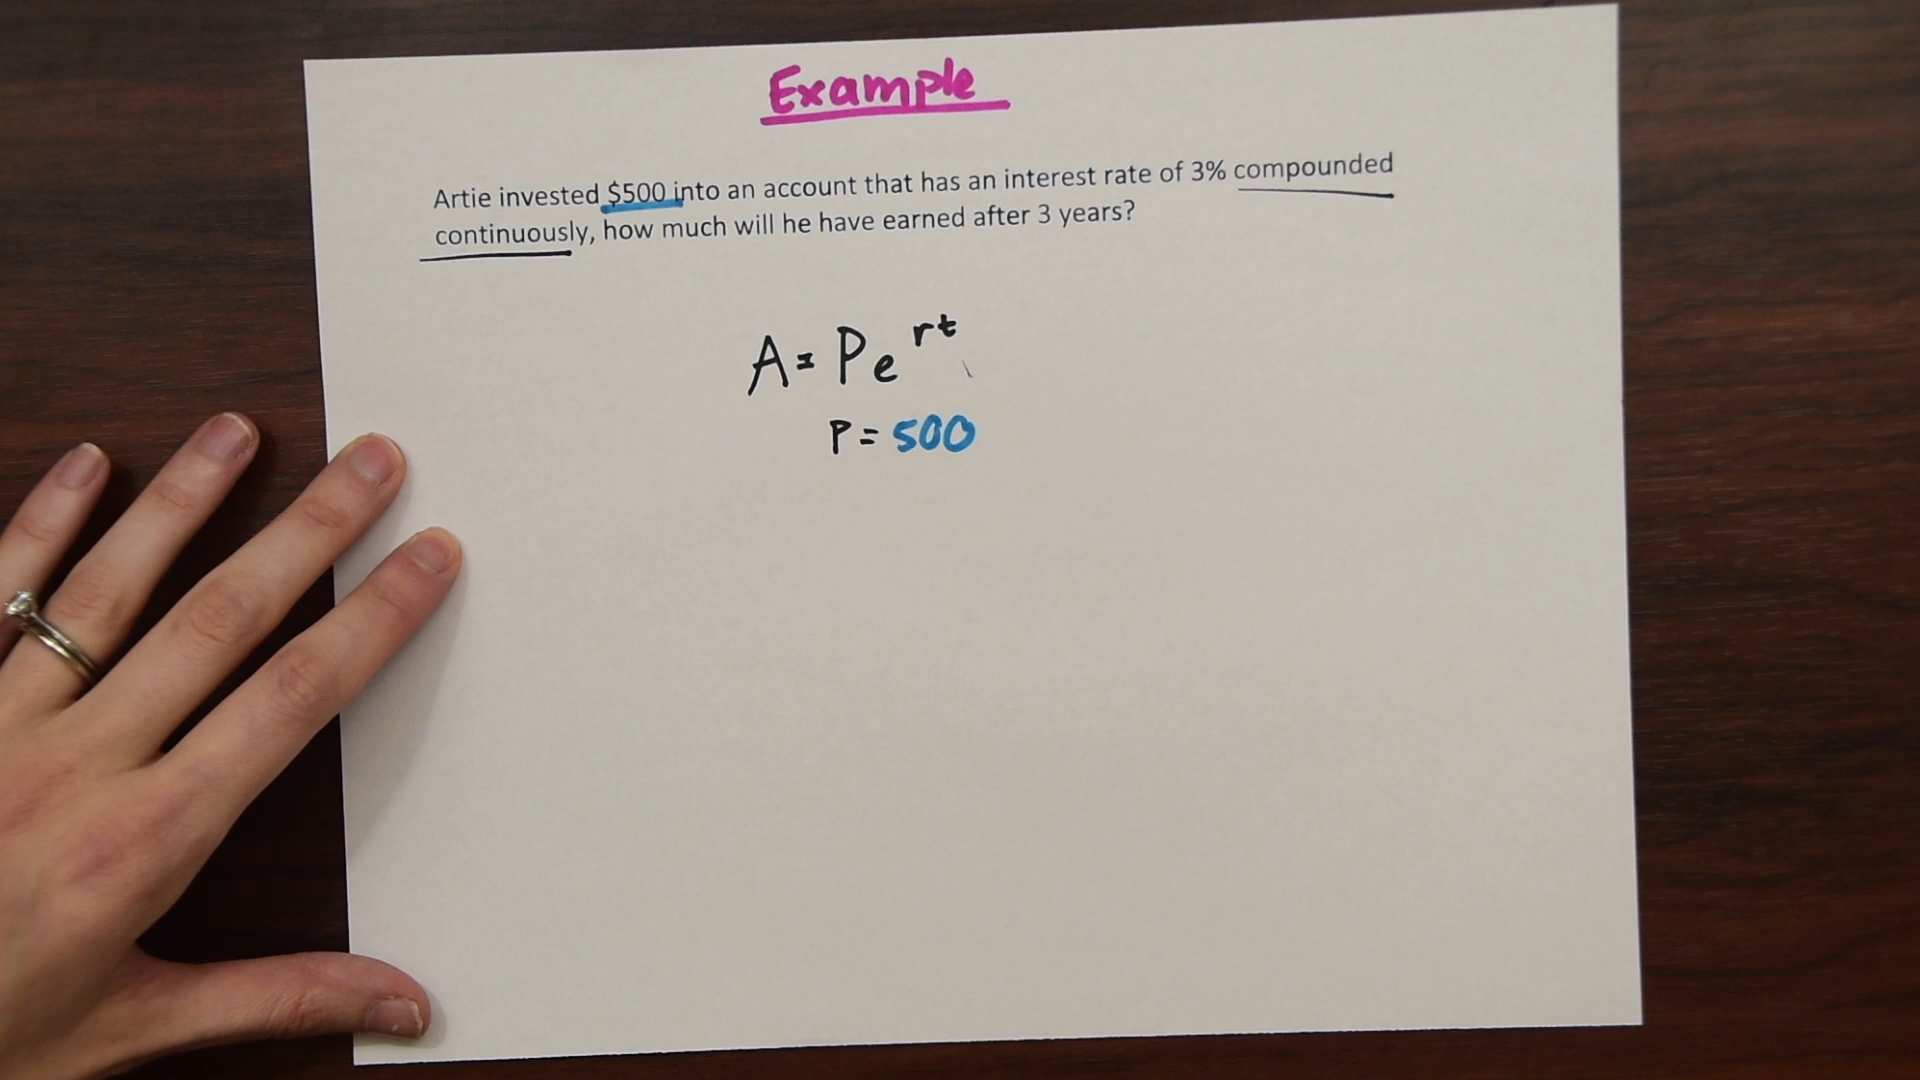 Example
Artie invested $500 into an account that has an interest rate of 3% compounded
continuously, how much will he have earned after 3 years?
A = Pe^rt
P = 500